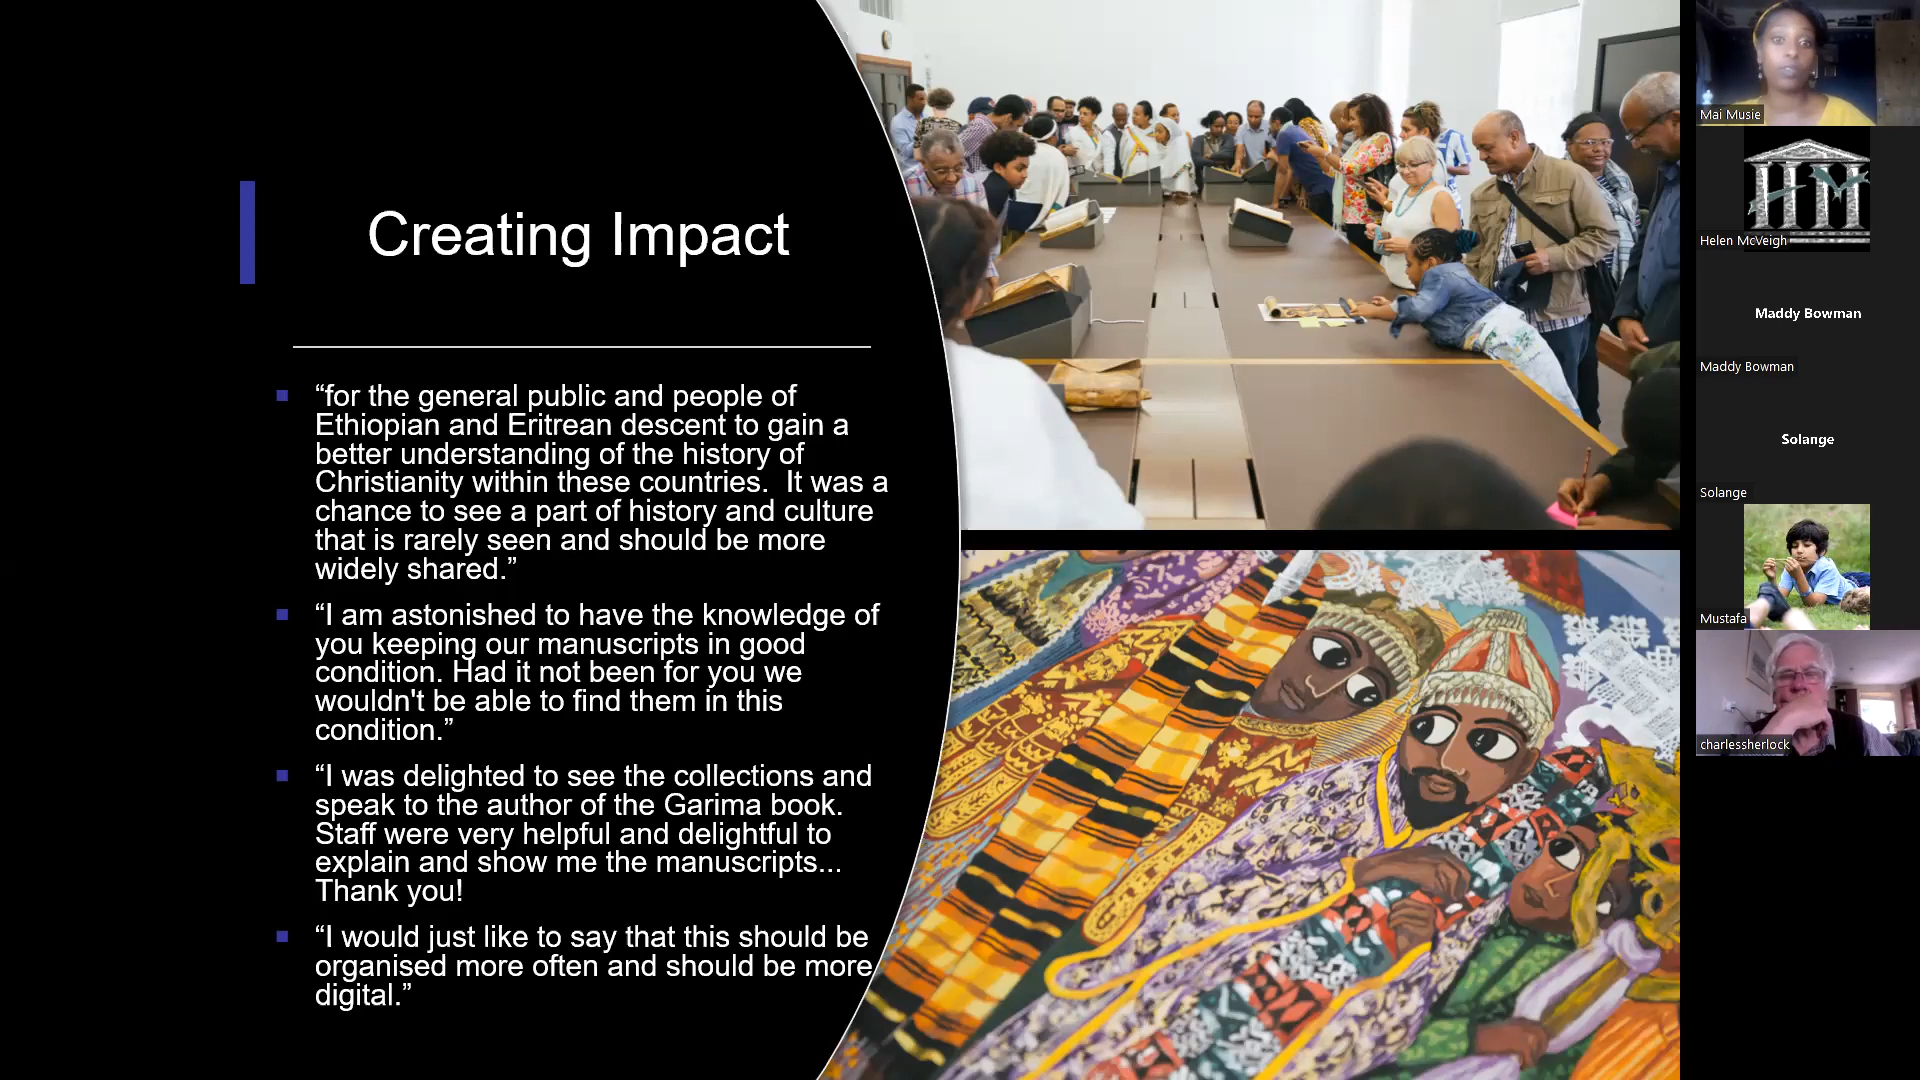 Creating Impact
“for the general public and people of
Ethiopian and Eritrean descent to gain a
better understanding of the history of
Christianity within these countries.  It was a
chance to see a part of history and culture
that is rarely seen and should be more
widely shared.”
“I am astonished to have the knowledge of
you keeping our manuscripts in good
condition. Had it not been for you we
wouldn't be able to find them in this
condition.”
“I was delighted to see the collections and
speak to the author of the Garima book.
Staff were very helpful and delightful to
explain and show me the manuscripts...
Thank you!
“I would just like to say that this should be
organised more often and should be more
digital.”
Mai Musie
HM
Helen McVeigh
Maddy Bowman
Maddy Bowman
Solange
Solange
Mustafa
charlessherlock